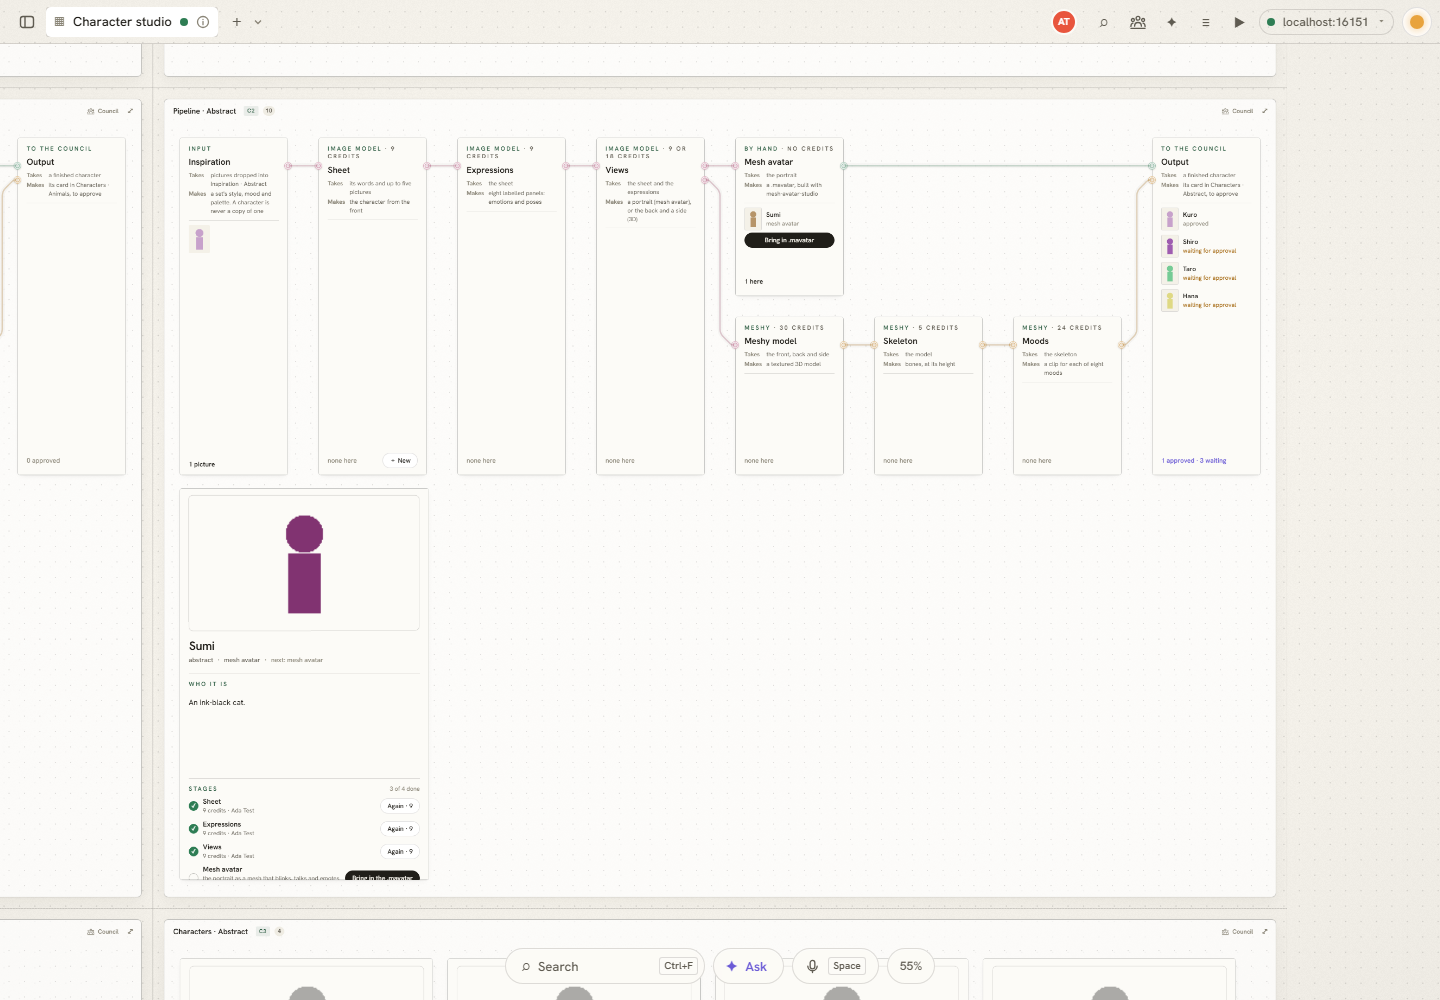 Character studio
AT
localhost:16151
Council
Pipeline · Abstract C2 10
Council
TO THE COUNCIL
Output
Takes a finished character
Makes its card in Characters ·
Animals, to approve
0 approved
INPUT
Inspiration
Takes pictures dropped into
Inspiration · Abstract
Makes a set's style, mood and
palette. A character is
never a copy of one
1 picture
IMAGE MODEL · 9
CREDITS
Sheet
Takes its words and up to five
pictures
Makes the character from the
front
none here
+ New
IMAGE MODEL · 9
CREDITS
Expressions
Takes the sheet
Makes eight labelled panels:
emotions and poses
none here
IMAGE MODEL · 9 OR
18 CREDITS
Views
Takes the sheet and the
expressions
Makes a portrait (mesh avatar),
or the back and a side
(3D)
none here
BY HAND · NO CREDITS
Mesh avatar
Takes the portrait
Makes a .mavatar, built with
mesh-avatar-studio
Sumi
mesh avatar
Bring in .mavatar
1 here
MESHY · 30 CREDITS
Meshy model
Takes the front, back and side
Makes a textured 3D model
none here
MESHY · 5 CREDITS
Skeleton
Takes the model
Makes bones, at its height
none here
MESHY · 24 CREDITS
Moods
Takes the skeleton
Makes a clip for each of eight
moods
none here
TO THE COUNCIL
Output
Takes a finished character
Makes its card in Characters ·
Abstract, to approve
Kuro
approved
Shiro
waiting for approval
Taro
waiting for approval
Hana
waiting for approval
1 approved · 3 waiting
Sumi
abstract · mesh avatar · next: mesh avatar
WHO IT IS
An ink-black cat.
STAGES 3 of 4 done
Sheet
9 credits · Ada Test
Again · 9
Expressions
9 credits · Ada Test
Again · 9
Views
9 credits · Ada Test
Again · 9
Mesh avatar
the portrait as a mesh that blinks, talks and emotes
Bring in the .mavatar
Council
Characters · Abstract C3 4
Council
Search Ctrl+F
Ask
Space
55%